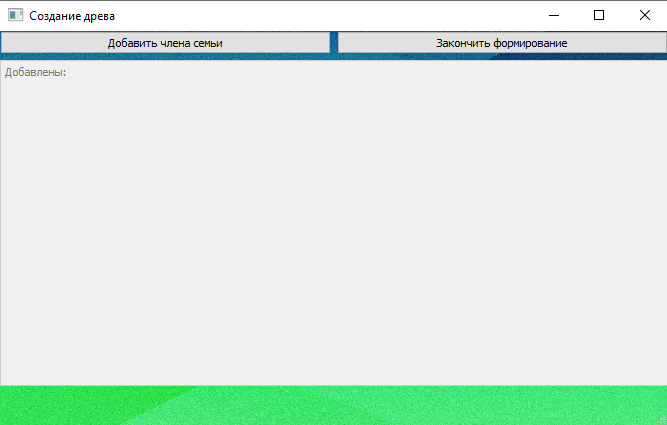 Создание древа
Добавить члена семьи
Закончить формирование
Добавлены: